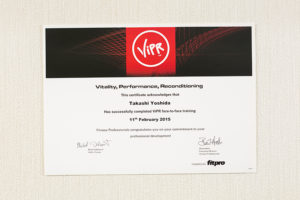 ViPR
Vitality, Performance, Reconditioning
This certificate acknowledges that
Takashi Yoshida
Has successfully completed ViPR face-to-face training
11th February 2015
Fitness Professionals congratulates you on your commitment to your
professional development
fitpro